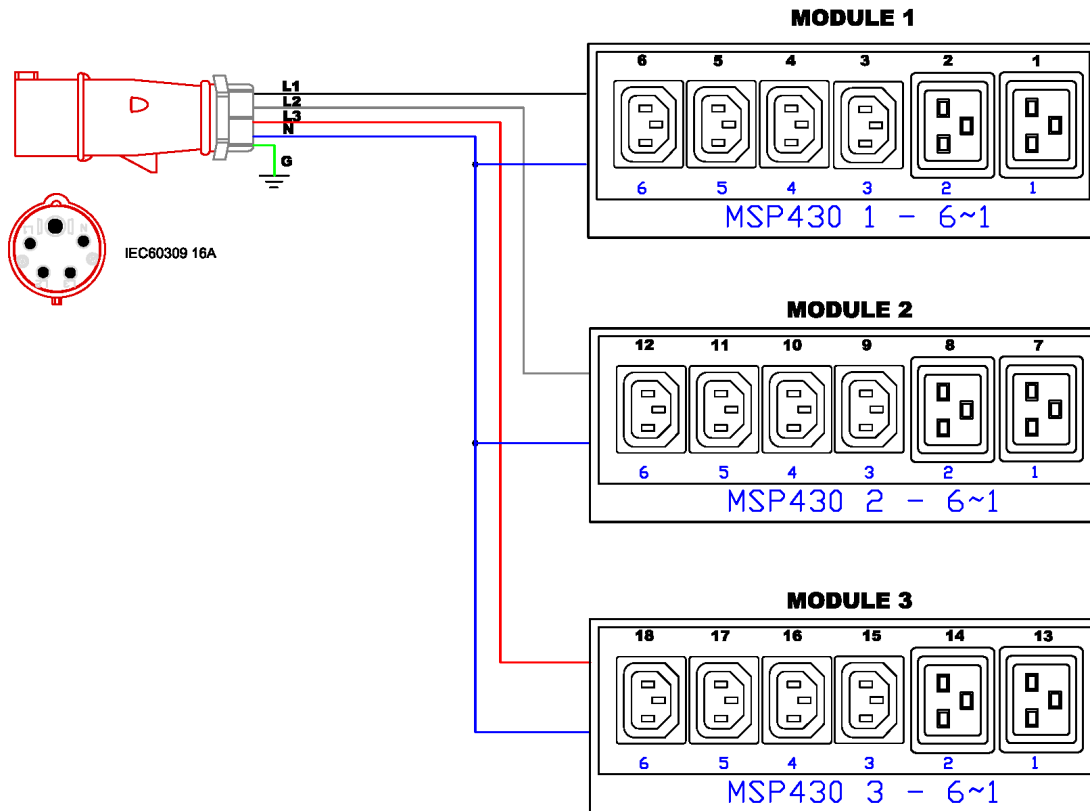 MODULE 1
6 5 4 3 2 1
6 5 4 3 2 1
MSP430 1 - 6~1
L1
L2
L3
N
G
IEC60309 16A
MODULE 2
12 11 10 9 8 7
6 5 4 3 2 1
MSP430 2 - 6~1
MODULE 3
18 17 16 15 14 13
6 5 4 3 2 1
MSP430 3 - 6~1